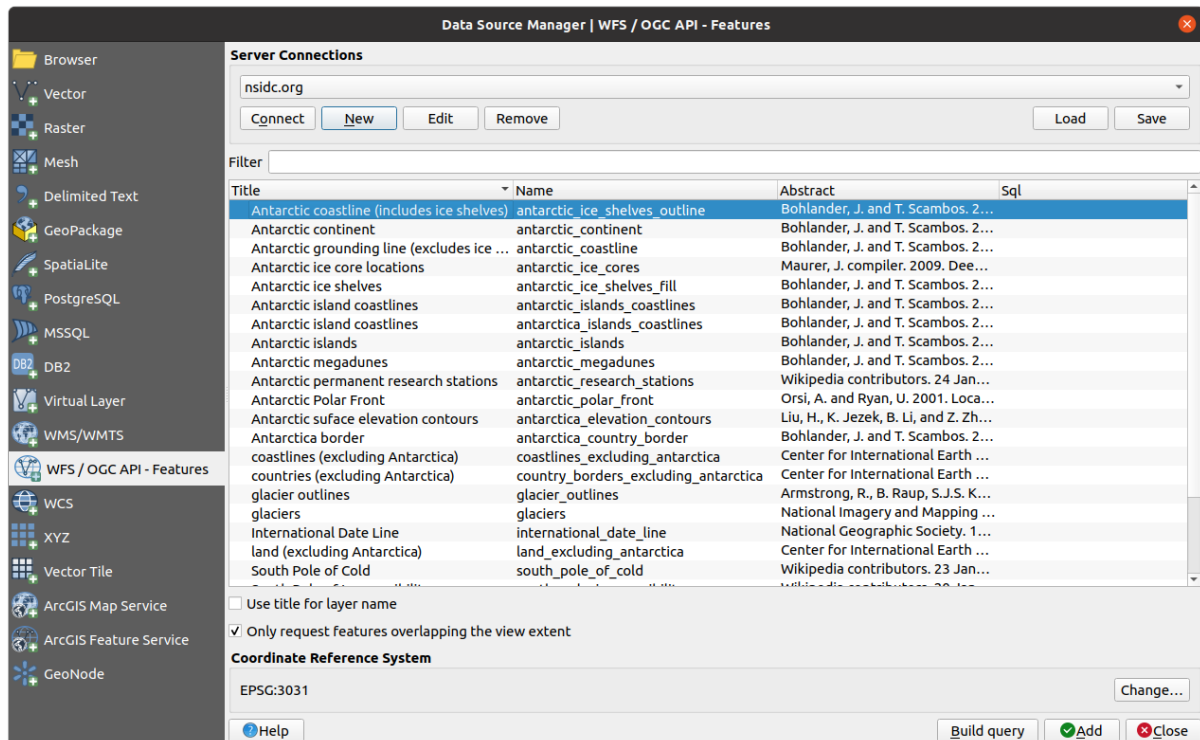 Data Source Manager | WFS / OGC API - Features
Browser
Vector
Raster
Mesh
Delimited Text
GeoPackage
SpatiaLite
PostgreSQL
MSSQL
DB2
DB2
Virtual Layer
WMS/WMTS
WFS / OGC API - Features
WCS
XYZ
Vector Tile
ArcGIS Map Service
ArcGIS Feature Service
GeoNode
Server Connections
nsidc.org
Connect New Edit Remove Load Save
Filter
Title Name Abstract Sql
Antarctic coastline (includes ice shelves) antarctic_ice_shelves_outline Bohlander, J. and T. Scambos. 2...
Antarctic continent antarctic_continent Bohlander, J. and T. Scambos. 2...
Antarctic grounding line (excludes ice ... antarctic_coastline Bohlander, J. and T. Scambos. 2...
Antarctic ice core locations antarctic_ice_cores Maurer, J. compiler. 2009. Dee...
Antarctic ice shelves antarctic_ice_shelves_fill Bohlander, J. and T. Scambos. 2...
Antarctic island coastlines antarctic_islands_coastlines Bohlander, J. and T. Scambos. 2...
Antarctic island coastlines antarctica_islands_coastlines Bohlander, J. and T. Scambos. 2...
Antarctic islands antarctic_islands Bohlander, J. and T. Scambos. 2...
Antarctic megadunes antarctic_megadunes Bohlander, J. and T. Scambos. 2...
Antarctic permanent research stations antarctic_research_stations Wikipedia contributors. 24 Jan...
Antarctic Polar Front antarctic_polar_front Orsi, A. and Ryan, U. 2001. Loca...
Antarctic suface elevation contours antarctica_elevation_contours Liu, H., K. Jezek, B. Li, and Z. Zh...
Antarctica border antarctica_country_border Bohlander, J. and T. Scambos. 2...
coastlines (excluding Antarctica) coastlines_excluding_antarctica Center for International Earth ...
countries (excluding Antarctica) country_borders_excluding_antarctica Center for International Earth ...
glacier outlines glacier_outlines Armstrong, R., B. Raup, S.J.S. K...
glaciers glaciers National Imagery and Mapping ...
International Date Line international_date_line National Geographic Society. 1...
land (excluding Antarctica) land_excluding_antarctica Center for International Earth ...
South Pole of Cold south_pole_of_cold Wikipedia contributors. 23 Jan...
Use title for layer name
Only request features overlapping the view extent
Coordinate Reference System
EPSG:3031 Change...
Help Build query Add Close